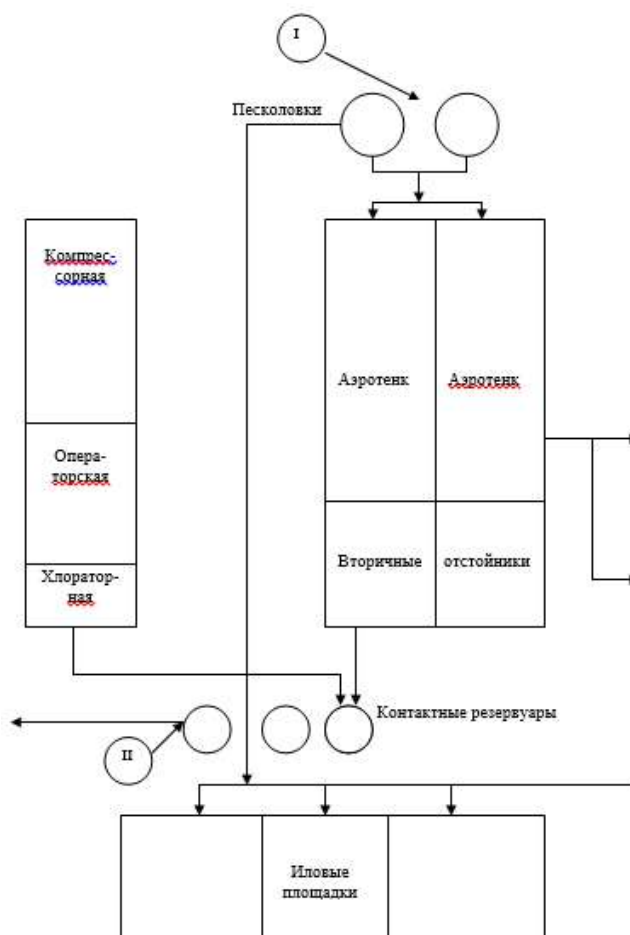 I
Песколовки
Компрес-
сорная
Аэротенк
Аэротенк
Опера-
торская
Вторичные
отстойники
Хлоратор-
ная
Контактные резервуары
II
Иловые
площадки